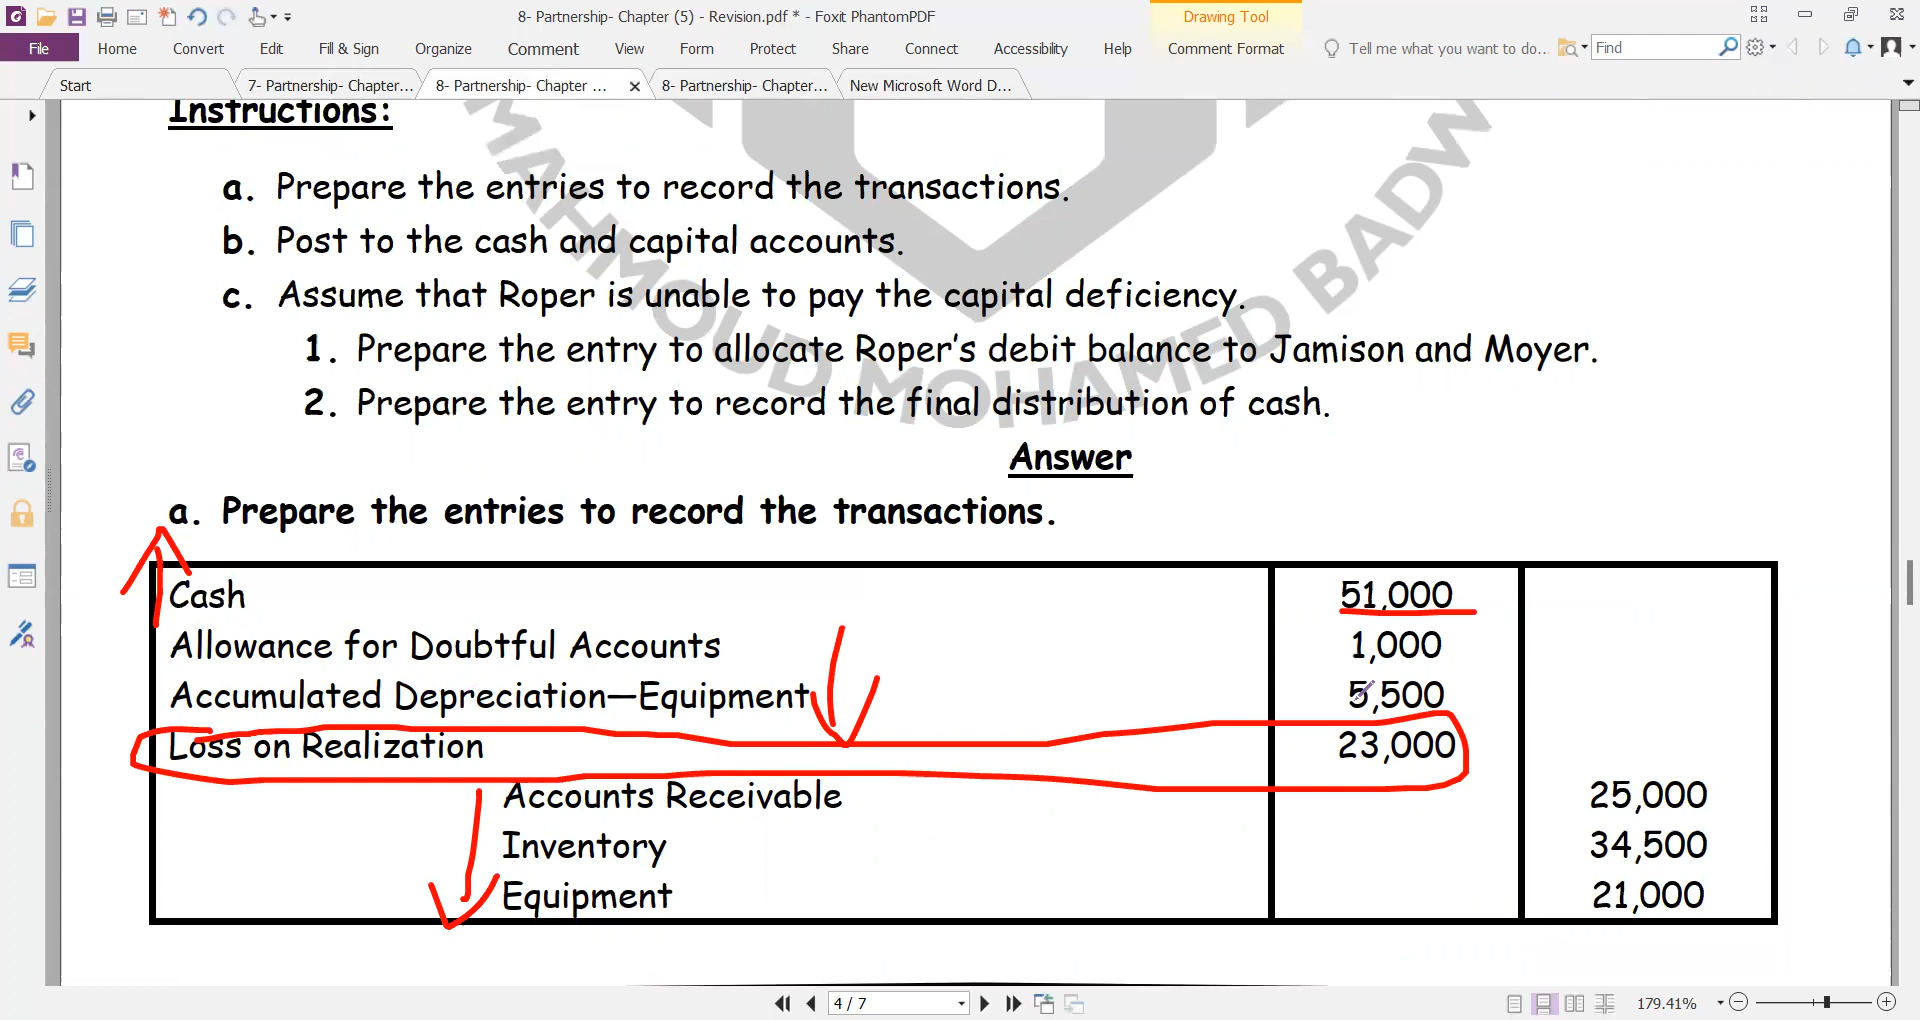 8- Partnership- Chapter (5) - Revision.pdf * - Foxit PhantomPDF
Drawing Tool
File Home Convert Edit Fill & Sign Organize Comment View Form Protect Share Connect Accessibility Help Comment Format Tell me what you want to do... Find
Start 7- Partnership- Chapter... 8- Partnership- Chapter ... 8- Partnership- Chapter... New Microsoft Word D...
Instructions:
a. Prepare the entries to record the transactions.
b. Post to the cash and capital accounts.
c. Assume that Roper is unable to pay the capital deficiency.
1. Prepare the entry to allocate Roper's debit balance to Jamison and Moyer.
2. Prepare the entry to record the final distribution of cash.
MAHMOUD MOHAMED BADW
Answer
a. Prepare the entries to record the transactions.
Cash 51,000
Allowance for Doubtful Accounts 1,000
Accumulated Depreciation—Equipment 5,500
Loss on Realization 23,000
Accounts Receivable 25,000
Inventory 34,500
Equipment 21,000
4 / 7 179.41%